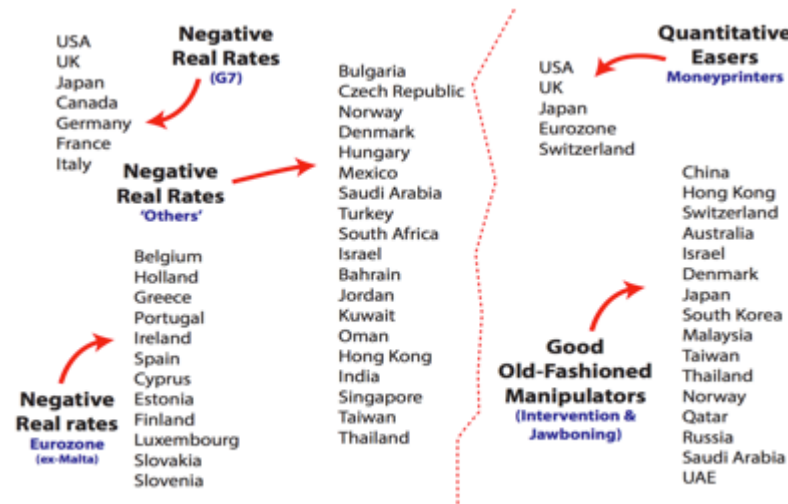 USA
UK
Japan
Canada
Germany
France
Italy
Negative
Real Rates
(G7)
Negative
Real Rates
'Others'
Bulgaria
Czech Republic
Norway
Denmark
Hungary
Mexico
Saudi Arabia
Turkey
South Africa
Israel
Bahrain
Jordan
Kuwait
Oman
Hong Kong
India
Singapore
Taiwan
Thailand
Belgium
Holland
Greece
Portugal
Ireland
Spain
Cyprus
Estonia
Finland
Luxembourg
Slovakia
Slovenia
Negative
Real rates
Eurozone
(ex-Malta)
Quantitative
Easers
Moneyprinters
USA
UK
Japan
Eurozone
Switzerland
China
Hong Kong
Switzerland
Australia
Israel
Denmark
Japan
South Korea
Malaysia
Taiwan
Thailand
Norway
Qatar
Russia
Saudi Arabia
UAE
Good
Old-Fashioned
Manipulators
(Intervention &
Jawboning)